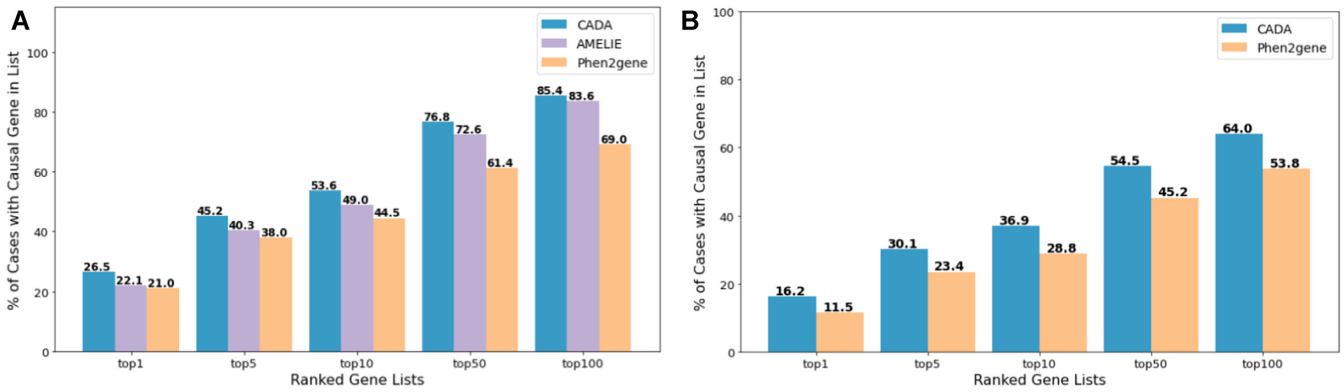 A
% of Cases with Causal Gene in List
100
80
60
40
20
0
CADA
AMELIE
Phen2gene
26.5
22.1
21.0
45.2
40.3
38.0
53.6
49.0
44.5
76.8
72.6
61.4
85.4
83.6
69.0
top1
top5
top10
top50
top100
Ranked Gene Lists
B
% of Cases with Causal Gene in List
100
80
60
40
20
0
CADA
Phen2gene
16.2
11.5
30.1
23.4
36.9
28.8
54.5
45.2
64.0
53.8
top1
top5
top10
top50
top100
Ranked Gene Lists